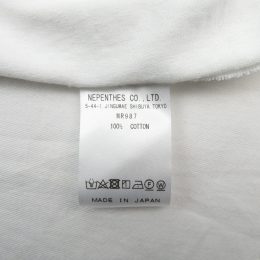 NEPENTHES CO., LTD.
5-44-1 JINGUMAE SHIBUYA TOKYO
MR987
100% COTTON
MADE IN JAPAN